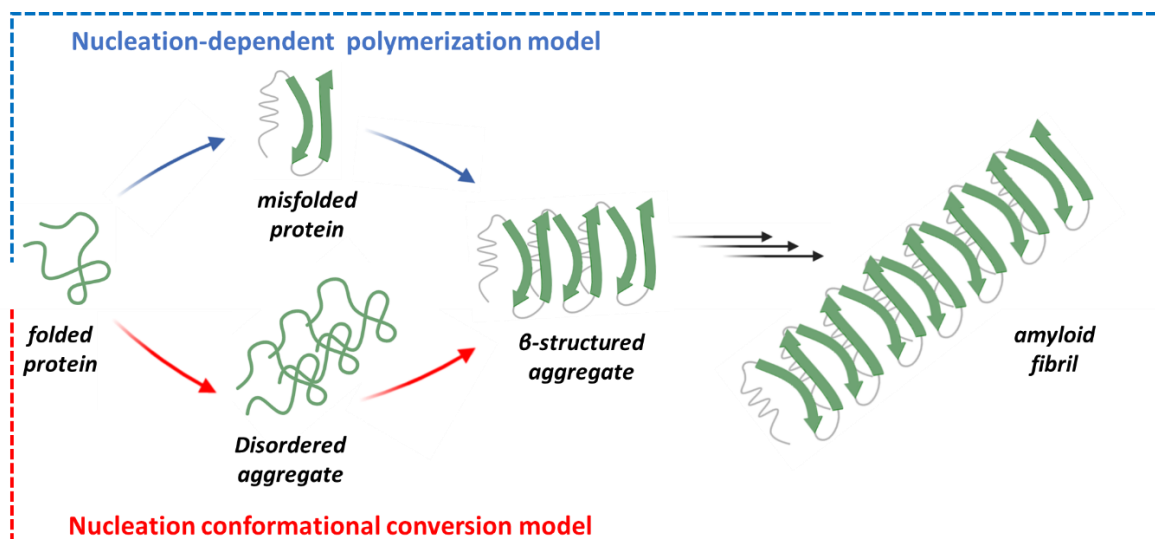 Nucleation-dependent polymerization model
misfolded
protein
folded
protein
Disordered
aggregate
β-structured
aggregate
amyloid
fibril
Nucleation conformational conversion model